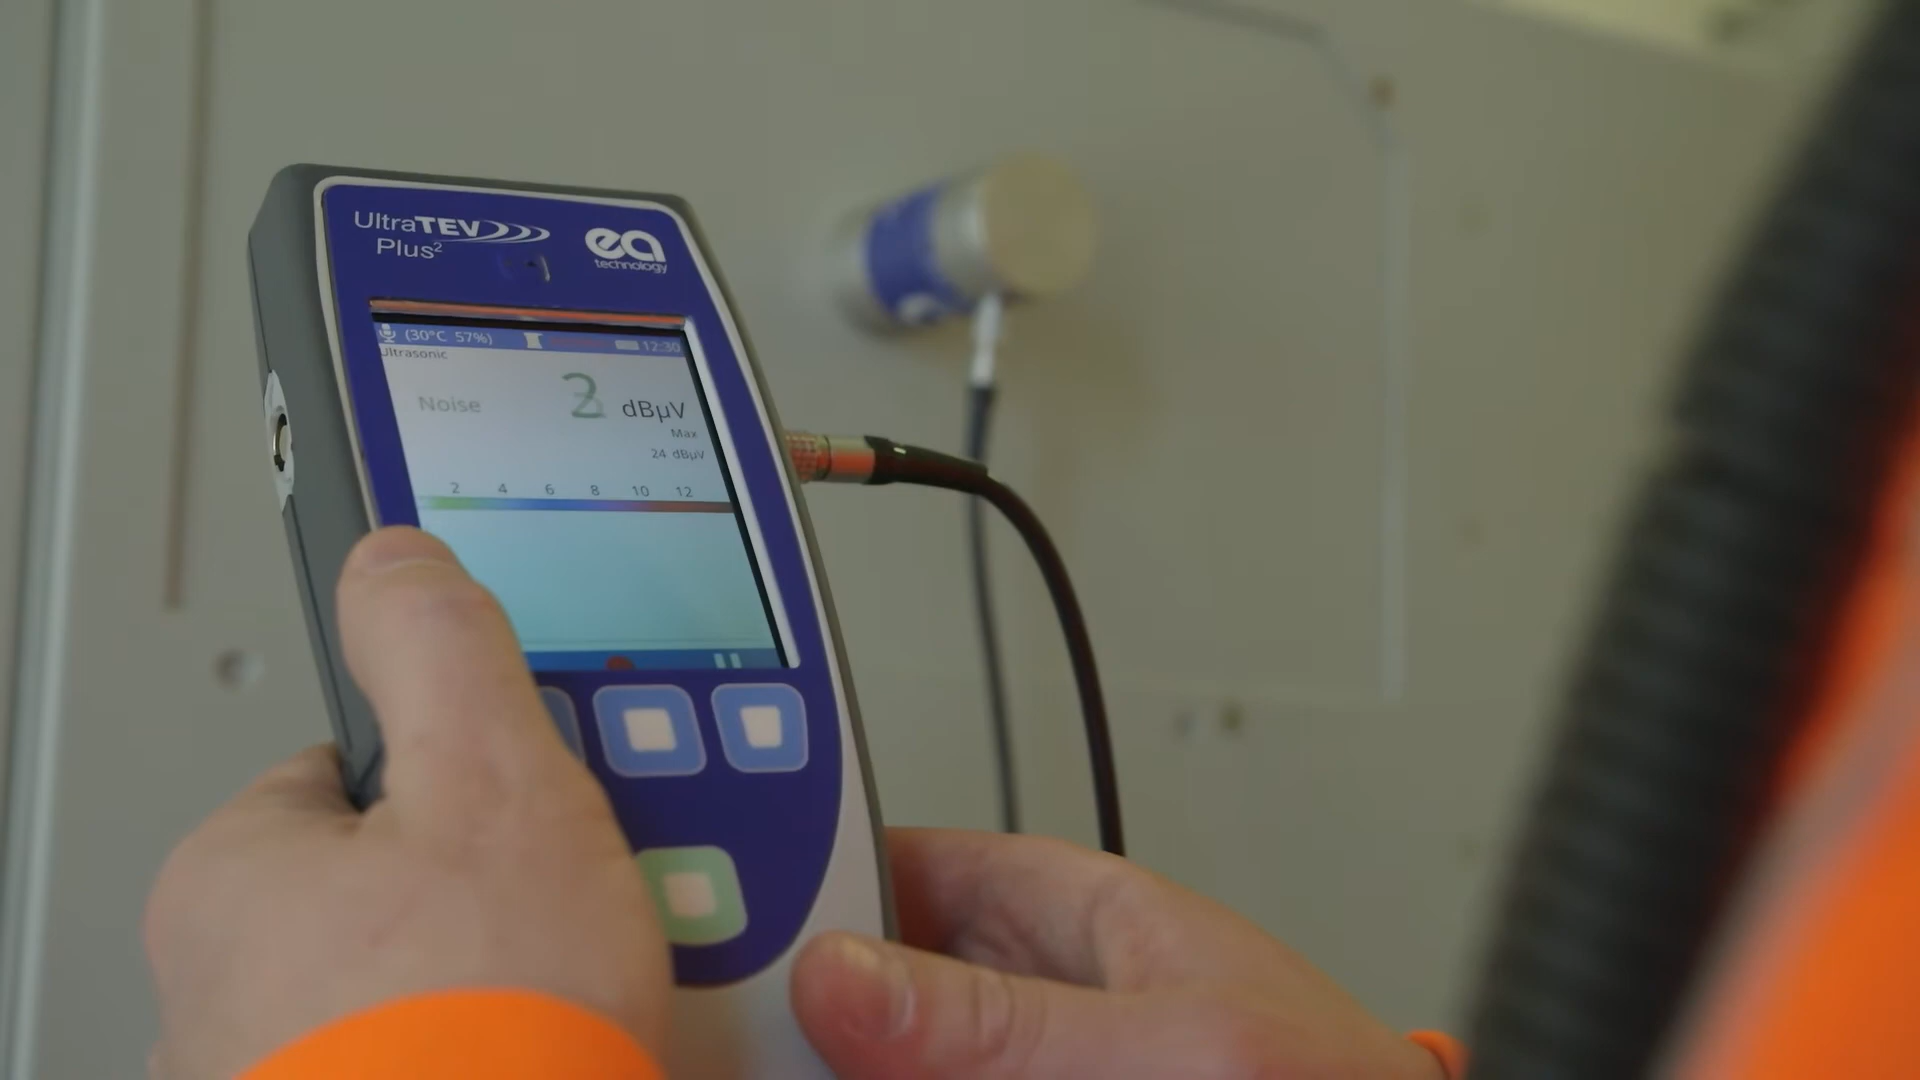 UltraTEV
Plus²
ea
technology
(30°C 57%)
12:30
Ultrasonic
Noise
dBµV
Max
24 dBµV
2 4 6 8 10 12